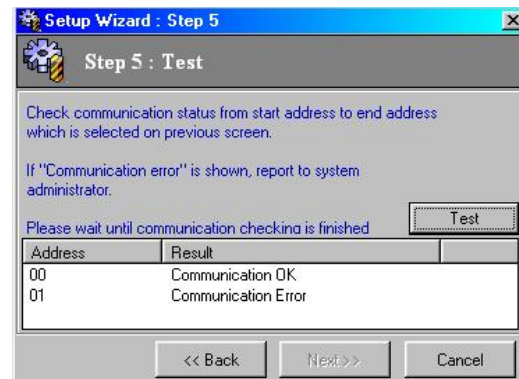 Setup Wizard : Step 5
Step 5 : Test
Check communication status from start address to end address
which is selected on previous screen.
If "Communication error" is shown, report to system
administrator.
Please wait until communication checking is finished
Test
Address Result
00 Communication OK
01 Communication Error
<< Back Next >> Cancel